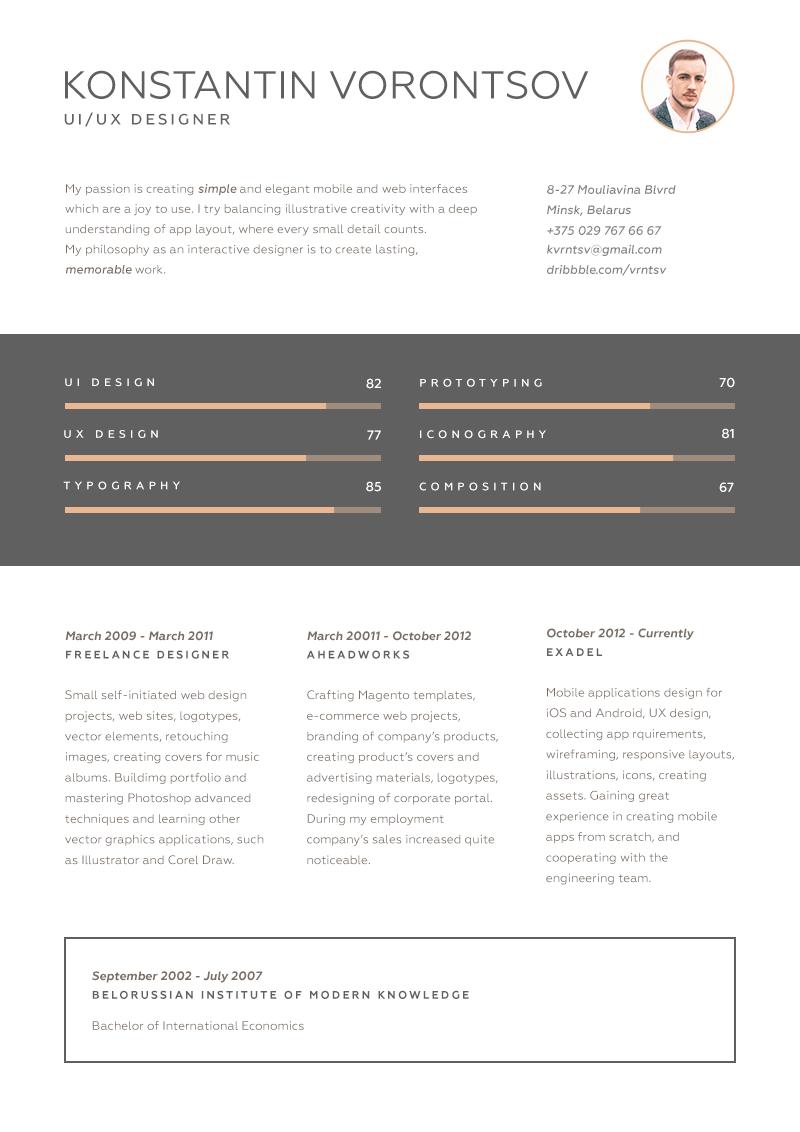 KONSTANTIN VORONTSOV
UI/UX DESIGNER
My passion is creating simple and elegant mobile and web interfaces
which are a joy to use. I try balancing illustrative creativity with a deep
understanding of app layout, where every small detail counts.
My philosophy as an interactive designer is to create lasting,
memorable work.
8-27 Mouliavina Blvrd
Minsk, Belarus
+375 029 767 66 67
kvrntsv@gmail.com
dribbble.com/vrntsv
UI DESIGN 82
UX DESIGN 77
TYPOGRAPHY 85
PROTOTYPING 70
ICONOGRAPHY 81
COMPOSITION 67
March 2009 - March 2011
FREELANCE DESIGNER
Small self-initiated web design
projects, web sites, logotypes,
vector elements, retouching
images, creating covers for music
albums. Buildimg portfolio and
mastering Photoshop advanced
techniques and learning other
vector graphics applications, such
as Illustrator and Corel Draw.
March 20011 - October 2012
AHEADWORKS
Crafting Magento templates,
e-commerce web projects,
branding of company's products,
creating product's covers and
advertising materials, logotypes,
redesigning of corporate portal.
During my employment
company's sales increased quite
noticeable.
October 2012 - Currently
EXADEL
Mobile applications design for
iOS and Android, UX design,
collecting app rquirements,
wireframing, responsive layouts,
illustrations, icons, creating
assets. Gaining great
experience in creating mobile
apps from scratch, and
cooperating with the
engineering team.
September 2002 - July 2007
BELORUSSIAN INSTITUTE OF MODERN KNOWLEDGE
Bachelor of International Economics